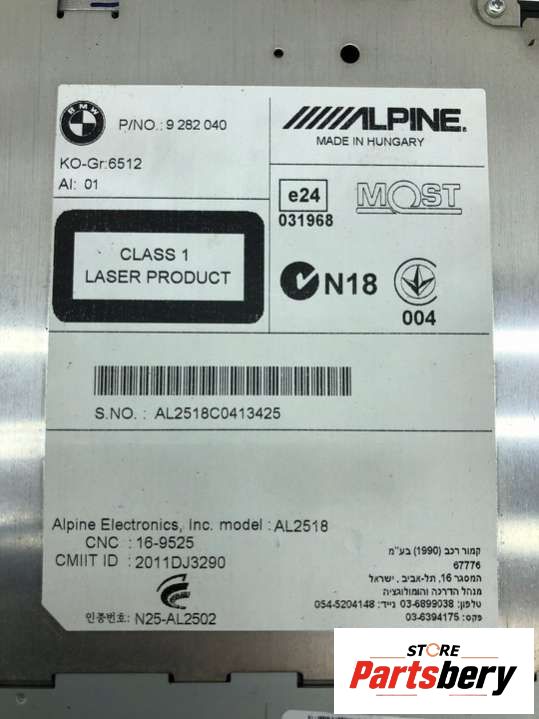 BMW
P/NO.: 9 282 040
ALPINE®
MADE IN HUNGARY
KO-Gr:6512
AI: 01
e24
031968
MOST
CLASS 1
LASER PRODUCT
N18
004
S.NO. : AL2518C0413425
Alpine Electronics, Inc. model : AL2518
CNC : 16-9525
CMIIT ID : 2011DJ3290
인증번호: N25-AL2502
קמור רכב (1990) בע"מ
67776
המסגר 16, תל-אביב, ישראל
מנהל הדרכה והומולוגציה
טלפון: 03-6899038 נייד: 054-5204148
פקס: 03-6394175
STORE
Partsbery